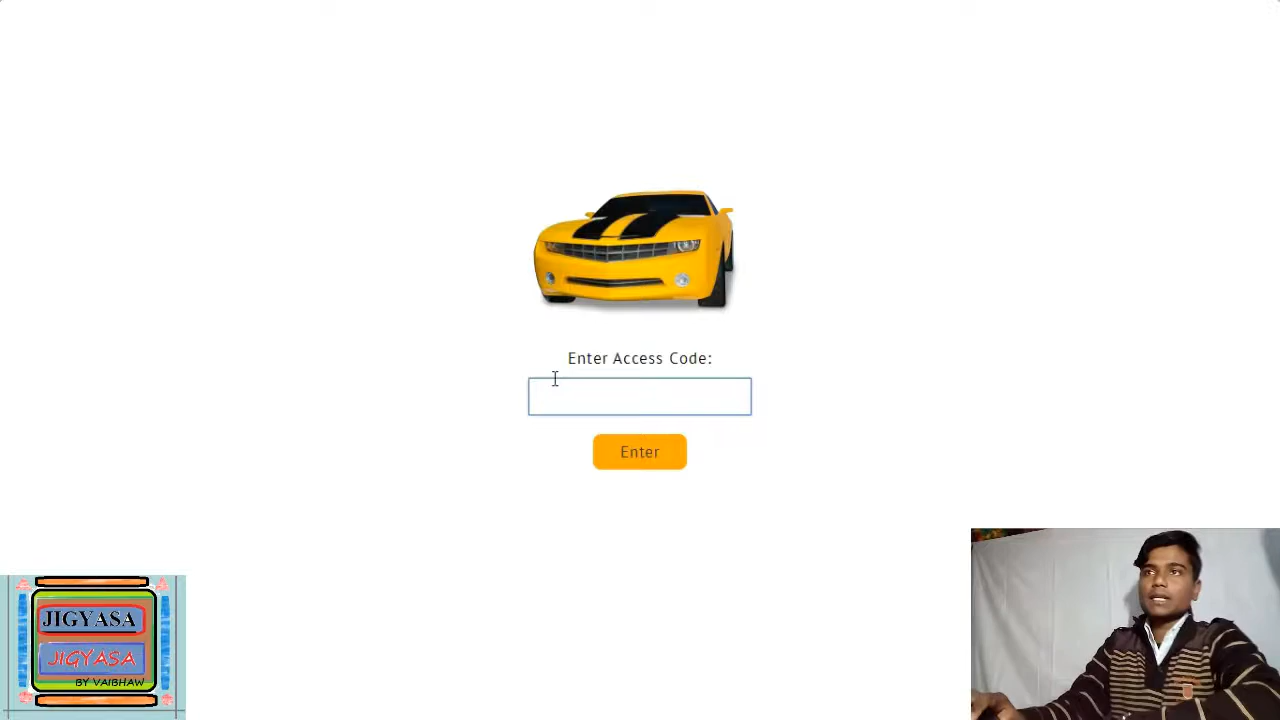 Enter Access Code:
Enter
JIGYASA
JIGYASA
BY VAIBHAW